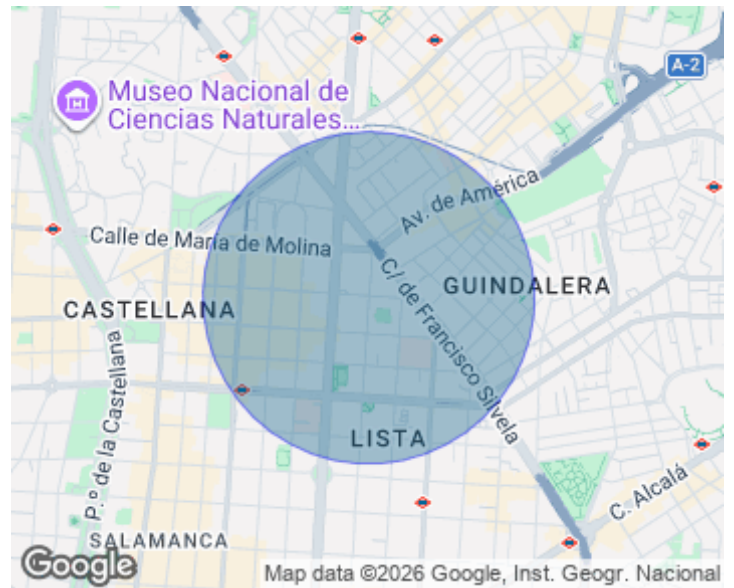 A-2
Museo Nacional de
Ciencias Naturales...
Av. de América
Calle de María de Molina
C/ de Francisco Silvela
GUINDALERA
CASTELLANA
P.º de la Castellana
LISTA
C. Alcalá
SALAMANCA
Google
Map data ©2026 Google, Inst. Geogr. Nacional